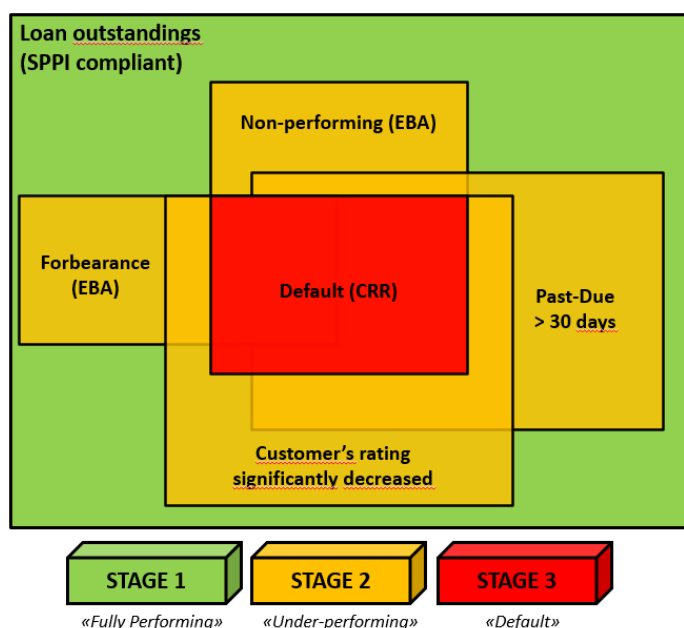 Loan outstandings
(SPPI compliant)
Non-performing (EBA)
Forbearance
(EBA)
Default (CRR)
Past-Due
> 30 days
Customer's rating
significantly decreased
STAGE 1
STAGE 2
STAGE 3
«Fully Performing»
«Under-performing»
«Default»